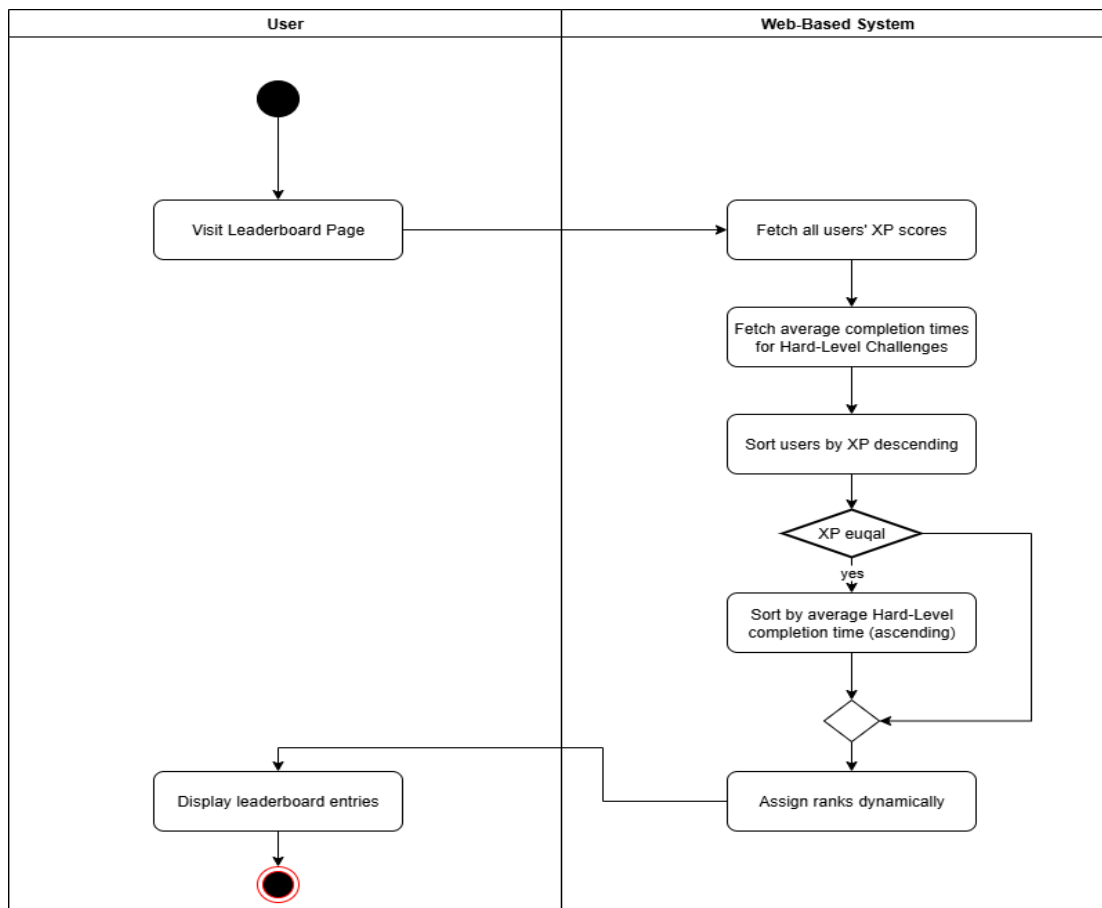 User
Web-Based System
Visit Leaderboard Page
Fetch all users' XP scores
Fetch average completion times
for Hard-Level Challenges
Sort users by XP descending
XP euqal
yes
Sort by average Hard-Level
completion time (ascending)
Display leaderboard entries
Assign ranks dynamically